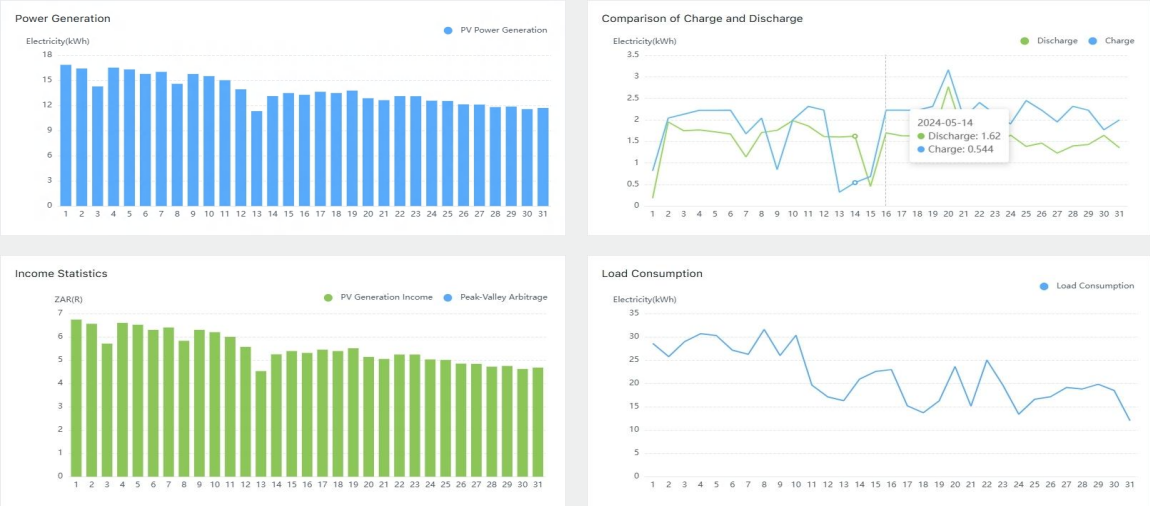 Power Generation
PV Power Generation
Electricity(kWh)
18
15
12
9
6
3
0
1 2 3 4 5 6 7 8 9 10 11 12 13 14 15 16 17 18 19 20 21 22 23 24 25 26 27 28 29 30 31
Comparison of Charge and Discharge
Discharge Charge
Electricity(kWh)
3.5
3
2.5
2
1.5
1
0.5
0
2024-05-14
Discharge: 1.62
Charge: 0.544
1 2 3 4 5 6 7 8 9 10 11 12 13 14 15 16 17 18 19 20 21 22 23 24 25 26 27 28 29 30 31
Income Statistics
PV Generation Income Peak-Valley Arbitrage
ZAR(R)
7
6
5
4
3
2
1
0
1 2 3 4 5 6 7 8 9 10 11 12 13 14 15 16 17 18 19 20 21 22 23 24 25 26 27 28 29 30 31
Load Consumption
Load Consumption
Electricity(kWh)
35
30
25
20
15
10
5
0
1 2 3 4 5 6 7 8 9 10 11 12 13 14 15 16 17 18 19 20 21 22 23 24 25 26 27 28 29 30 31